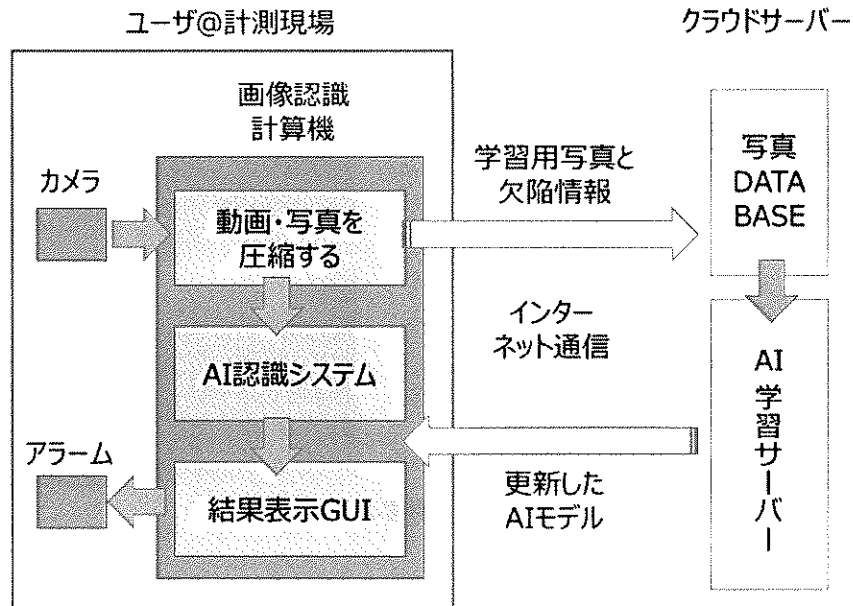 ユーザ@計測現場
クラウドサーバー
画像認識
計算機
カメラ
動画・写真を
圧縮する
学習用写真と
欠陥情報
写真
DATA
BASE
AI認識システム
インター
ネット通信
AI学習サーバー
アラーム
結果表示GUI
更新した
AIモデル